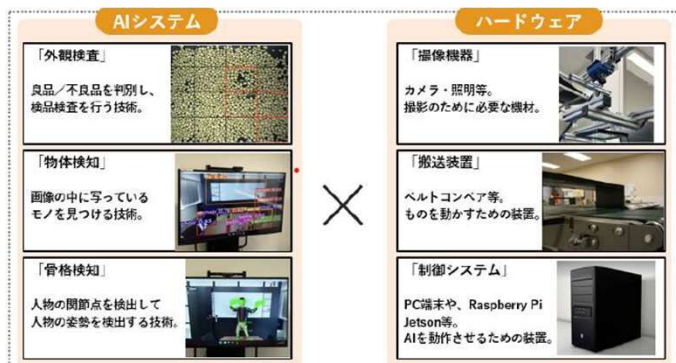 AIシステム
「外観検査」
良品／不良品を判別し、
検品検査を行う技術。
「物体検知」
画像の中に写っている
モノを見つける技術。
「骨格検知」
人物の関節点を検出して
人物の姿勢を検出する技術。
ハードウェア
「撮像機器」
カメラ・照明等。
撮影のために必要な機材。
「搬送装置」
ベルトコンベア等。
ものを動かすための装置。
「制御システム」
PC端末や、Raspberry Pi
Jetson等。
AIを動作させるための装置。